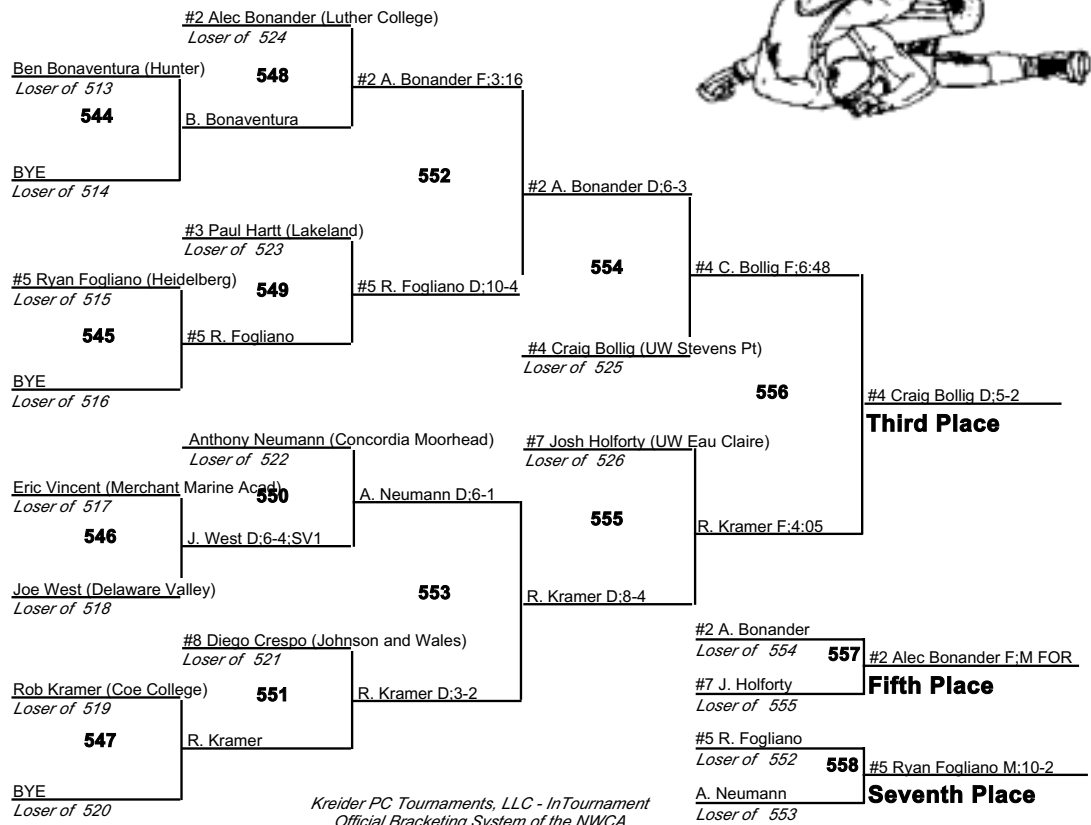 #2 Alec Bonander (Luther College)
Loser of 524
Ben Bonaventura (Hunter)
Loser of 513
548
#2 A. Bonander F;3:16
544
B. Bonaventura
BYE
Loser of 514
552
#2 A. Bonander D;6-3
#3 Paul Hartt (Lakeland)
Loser of 523
#5 Ryan Fogliano (Heidelberg)
Loser of 515
549
#5 R. Fogliano D;10-4
545
#5 R. Fogliano
BYE
Loser of 516
554
#4 C. Bollig F;6:48
#4 Craig Bollig (UW Stevens Pt)
Loser of 525
556
#4 Craig Bollig D;5-2
Third Place
Anthony Neumann (Concordia Moorhead)
Loser of 522
#7 Josh Holforty (UW Eau Claire)
Loser of 526
Eric Vincent (Merchant Marine Acad)
Loser of 517
550
A. Neumann D;6-1
546
J. West D;6-4;SV1
555
R. Kramer F;4:05
Joe West (Delaware Valley)
Loser of 518
553
R. Kramer D;8-4
#8 Diego Crespo (Johnson and Wales)
Loser of 521
Rob Kramer (Coe College)
Loser of 519
551
R. Kramer D;3-2
547
R. Kramer
BYE
Loser of 520
#2 A. Bonander
Loser of 554
557
#2 Alec Bonander F;M FOR
#7 J. Holforty
Loser of 555
Fifth Place
#5 R. Fogliano
Loser of 552
558
#5 Ryan Fogliano M;10-2
A. Neumann
Loser of 553
Seventh Place
Kreider PC Tournaments, LLC - InTournament
Official Bracketing System of the NWCA